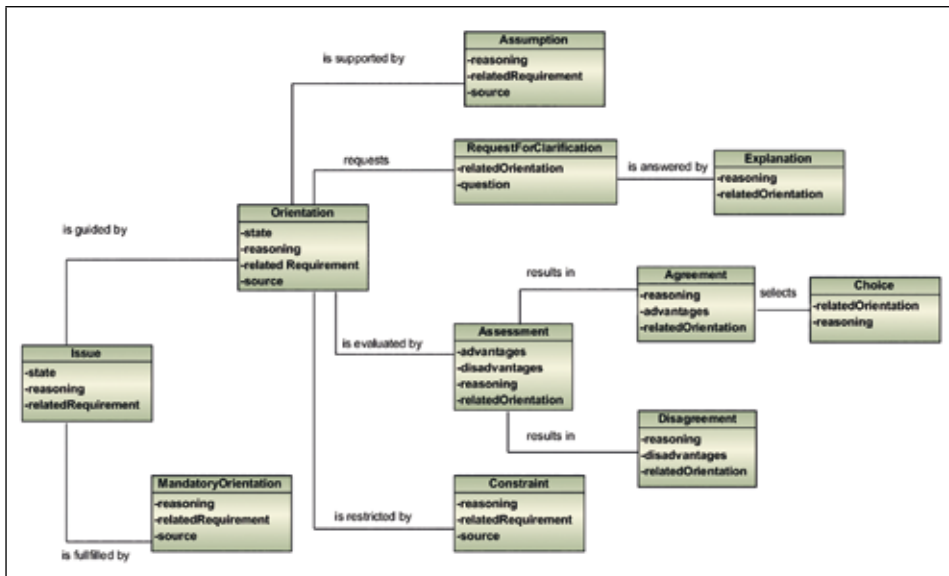 Assumption
-reasoning
-relatedRequirement
-source
is supported by
RequestForClarification
-relatedOrientation
-question
requests
is answered by
Explanation
-reasoning
-relatedOrientation
Orientation
-state
-reasoning
-related Requirement
-source
is guided by
results in
Agreement
-reasoning
-advantages
-relatedOrientation
selects
Choice
-relatedOrientation
-reasoning
Assessment
-advantages
-disadvantages
-reasoning
-relatedOrientation
is evaluated by
Issue
-state
-reasoning
-relatedRequirement
results in
Disagreement
-reasoning
-disadvantages
-relatedOrientation
MandatoryOrientation
-reasoning
-relatedRequirement
-source
Constraint
-reasoning
-relatedRequirement
-source
is restricted by
is fullfilled by